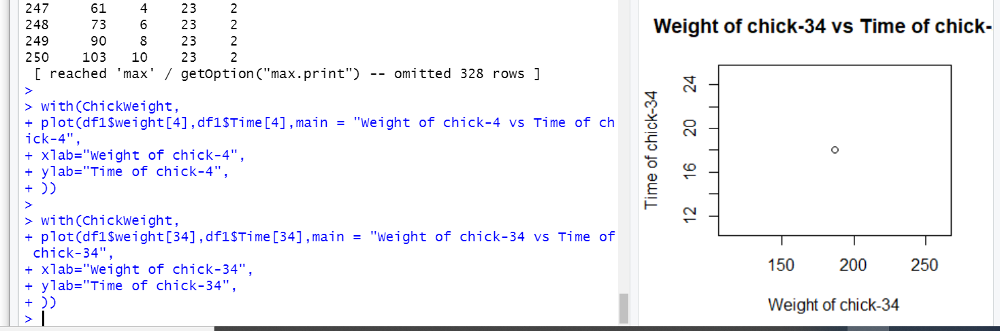 247     61    4    23    2
248     73    6    23    2
249     90    8    23    2
250    103   10    23    2
 [ reached 'max' / getOption("max.print") -- omitted 328 rows ]
>
> with(ChickWeight,
+ plot(df1$weight[4],df1$Time[4],main = "Weight of chick-4 vs Time of ch
ick-4",
+ xlab="Weight of chick-4",
+ ylab="Time of chick-4",
+ ))
>
> with(ChickWeight,
+ plot(df1$weight[34],df1$Time[34],main = "Weight of chick-34 vs Time of
 chick-34",
+ xlab="Weight of chick-34",
+ ylab="Time of chick-34",
+ ))
>
Weight of chick-34 vs Time of chick-
Time of chick-34
24
20
16
12
150 200 250
Weight of chick-34